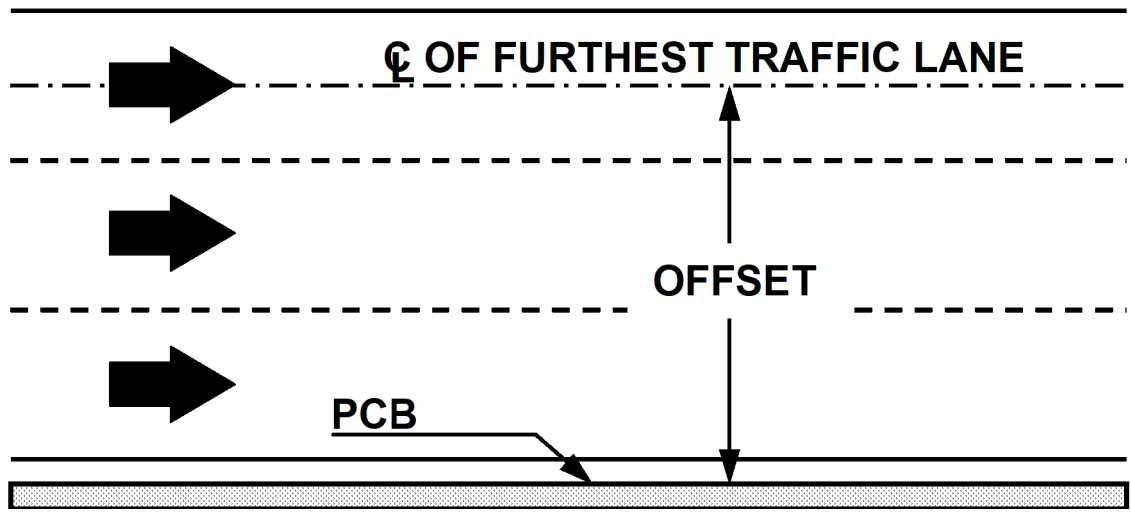 ℄ OF FURTHEST TRAFFIC LANE
OFFSET
PCB